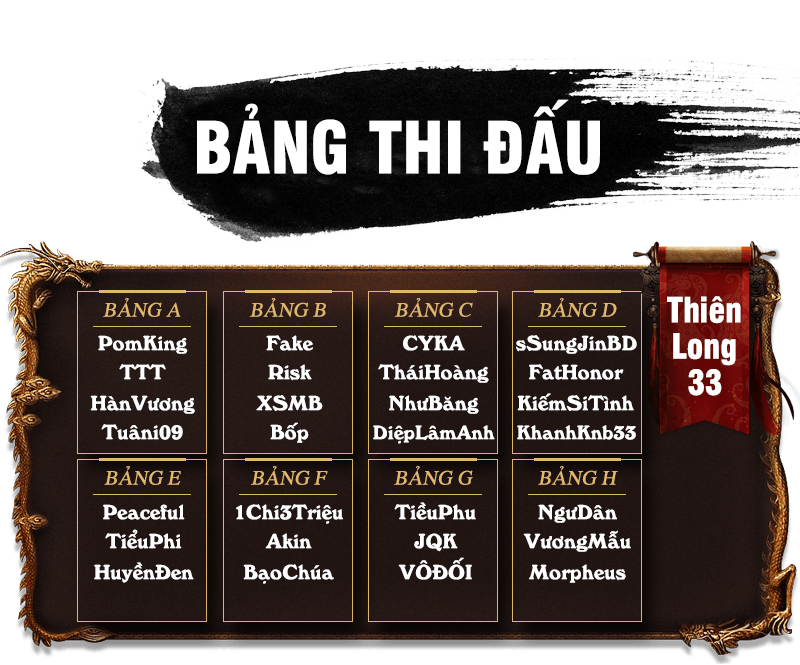 BẢNG THI ĐẤU
Thiên
Long
33
BẢNG A
PomKing
TTT
HànVương
Tuâni09
BẢNG B
Fake
Risk
XSMB
Bốp
BẢNG C
CYKA
TháiHoàng
NhưBăng
DiệpLâmAnh
BẢNG D
sSungJinBD
FatHonor
KiếmSiTình
KhanhKnb33
BẢNG E
Peaceful
TiểuPhi
HuyềnĐen
BẢNG F
1Chi3Triệu
Akin
BạoChúa
BẢNG G
TiềuPhu
JQK
VÔĐỐI
BẢNG H
NgưDân
VươngMẫu
Morpheus